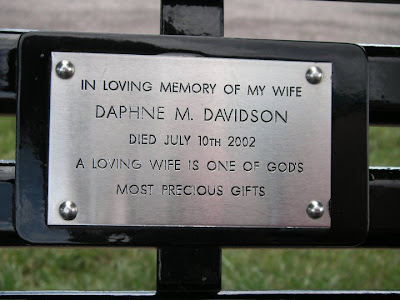 IN LOVING MEMORY OF MY WIFE
DAPHNE M. DAVIDSON
DIED JULY 10TH 2002
A LOVING WIFE IS ONE OF GOD'S
MOST PRECIOUS GIFTS